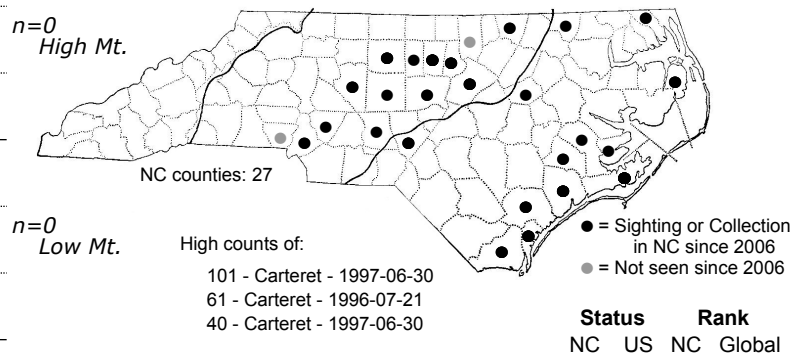 n=0
High Mt.
NC counties: 27
n=0
Low Mt.
High counts of:
101 - Carteret - 1997-06-30
61 - Carteret - 1996-07-21
40 - Carteret - 1997-06-30
= Sighting or Collection
in NC since 2006
= Not seen since 2006
Status Rank
NC US NC Global